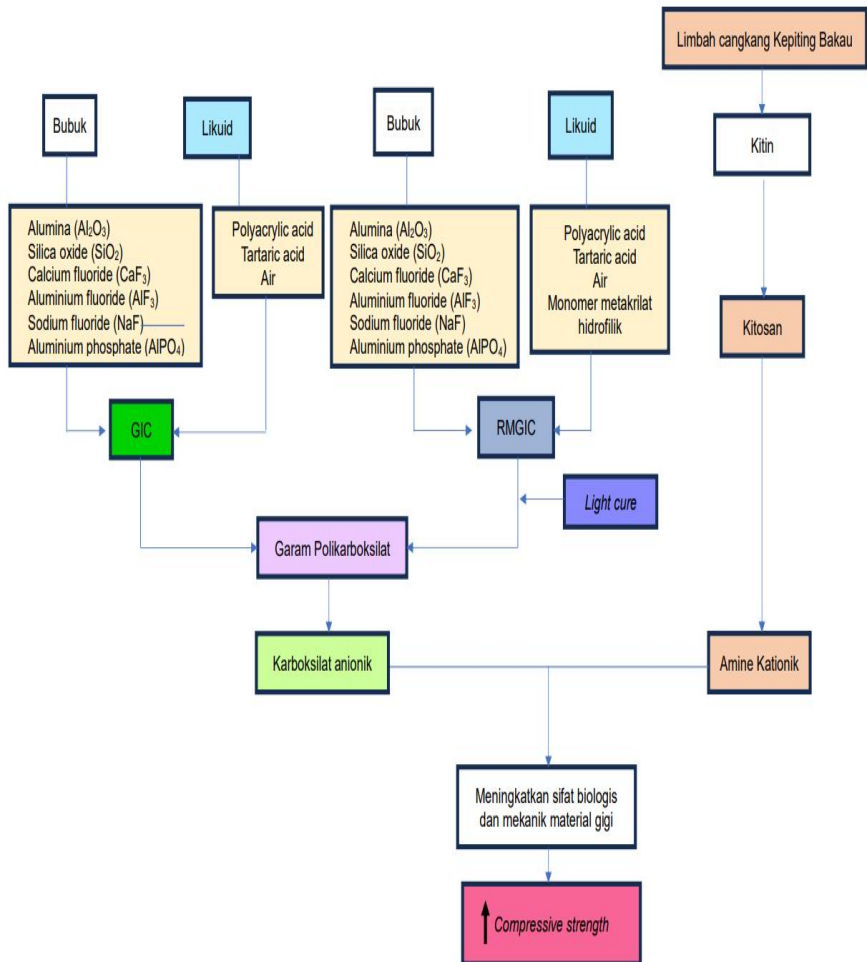 Limbah cangkang Kepiting Bakau
Bubuk
Likuid
Bubuk
Likuid
Kitin
Alumina (Al₂O₃)
Silica oxide (SiO₂)
Calcium fluoride (CaF₃)
Aluminium fluoride (AlF₃)
Sodium fluoride (NaF)
Aluminium phosphate (AlPO₄)
Polyacrylic acid
Tartaric acid
Air
Alumina (Al₂O₃)
Silica oxide (SiO₂)
Calcium fluoride (CaF₃)
Aluminium fluoride (AlF₃)
Sodium fluoride (NaF)
Aluminium phosphate (AlPO₄)
Polyacrylic acid
Tartaric acid
Air
Monomer metakrilat
hidrofilik
Kitosan
GIC
RMGIC
Light cure
Garam Polikarboksilat
Karboksilat anionik
Amine Kationik
Meningkatkan sifat biologis
dan mekanik material gigi
Compressive strength